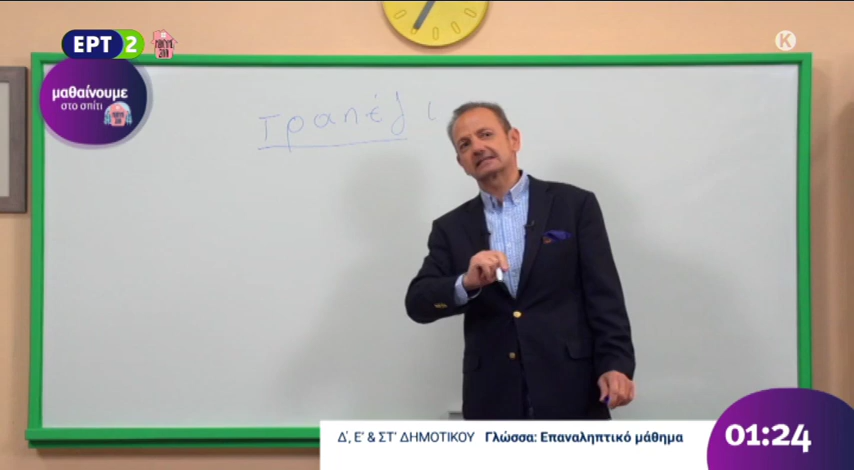 ΕΡΤ 2
Κ
μαθαίνουμε
στο σπίτι
τραπέζι
Δ', Ε' & ΣΤ' ΔΗΜΟΤΙΚΟΥ Γλώσσα: Επαναληπτικό μάθημα
01:24